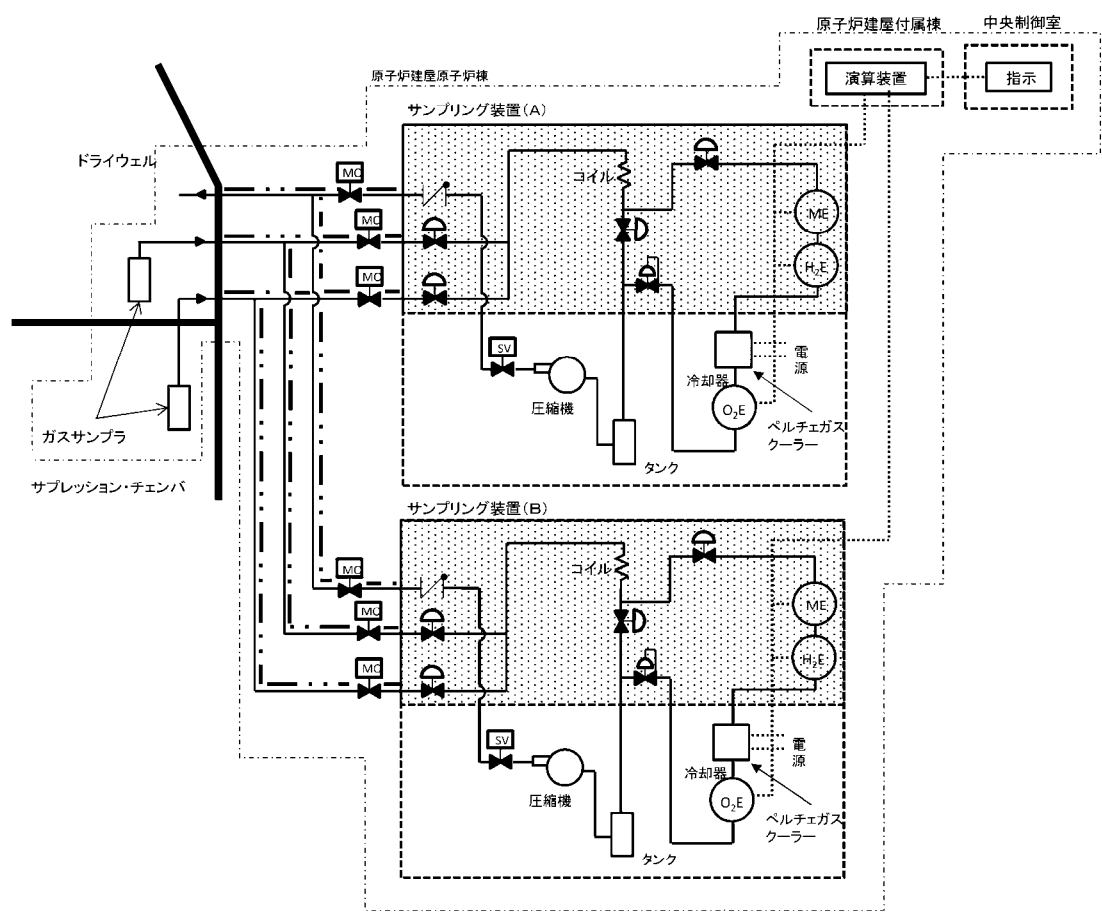 原子炉建屋付属棟
中央制御室
演算装置
指示
原子炉建屋原子炉棟
サンプリング装置(A)
ドライウェル
MO
コイル
MO
ME
MO
H₂E
SV
電源
冷却器
圧縮機
O₂E
ペルチェガスクーラー
ガスサンプラ
タンク
サプレッション・チェンバ
サンプリング装置(B)
MO
コイル
MO
ME
MO
H₂E
SV
電源
冷却器
圧縮機
O₂E
ペルチェガスクーラー
タンク